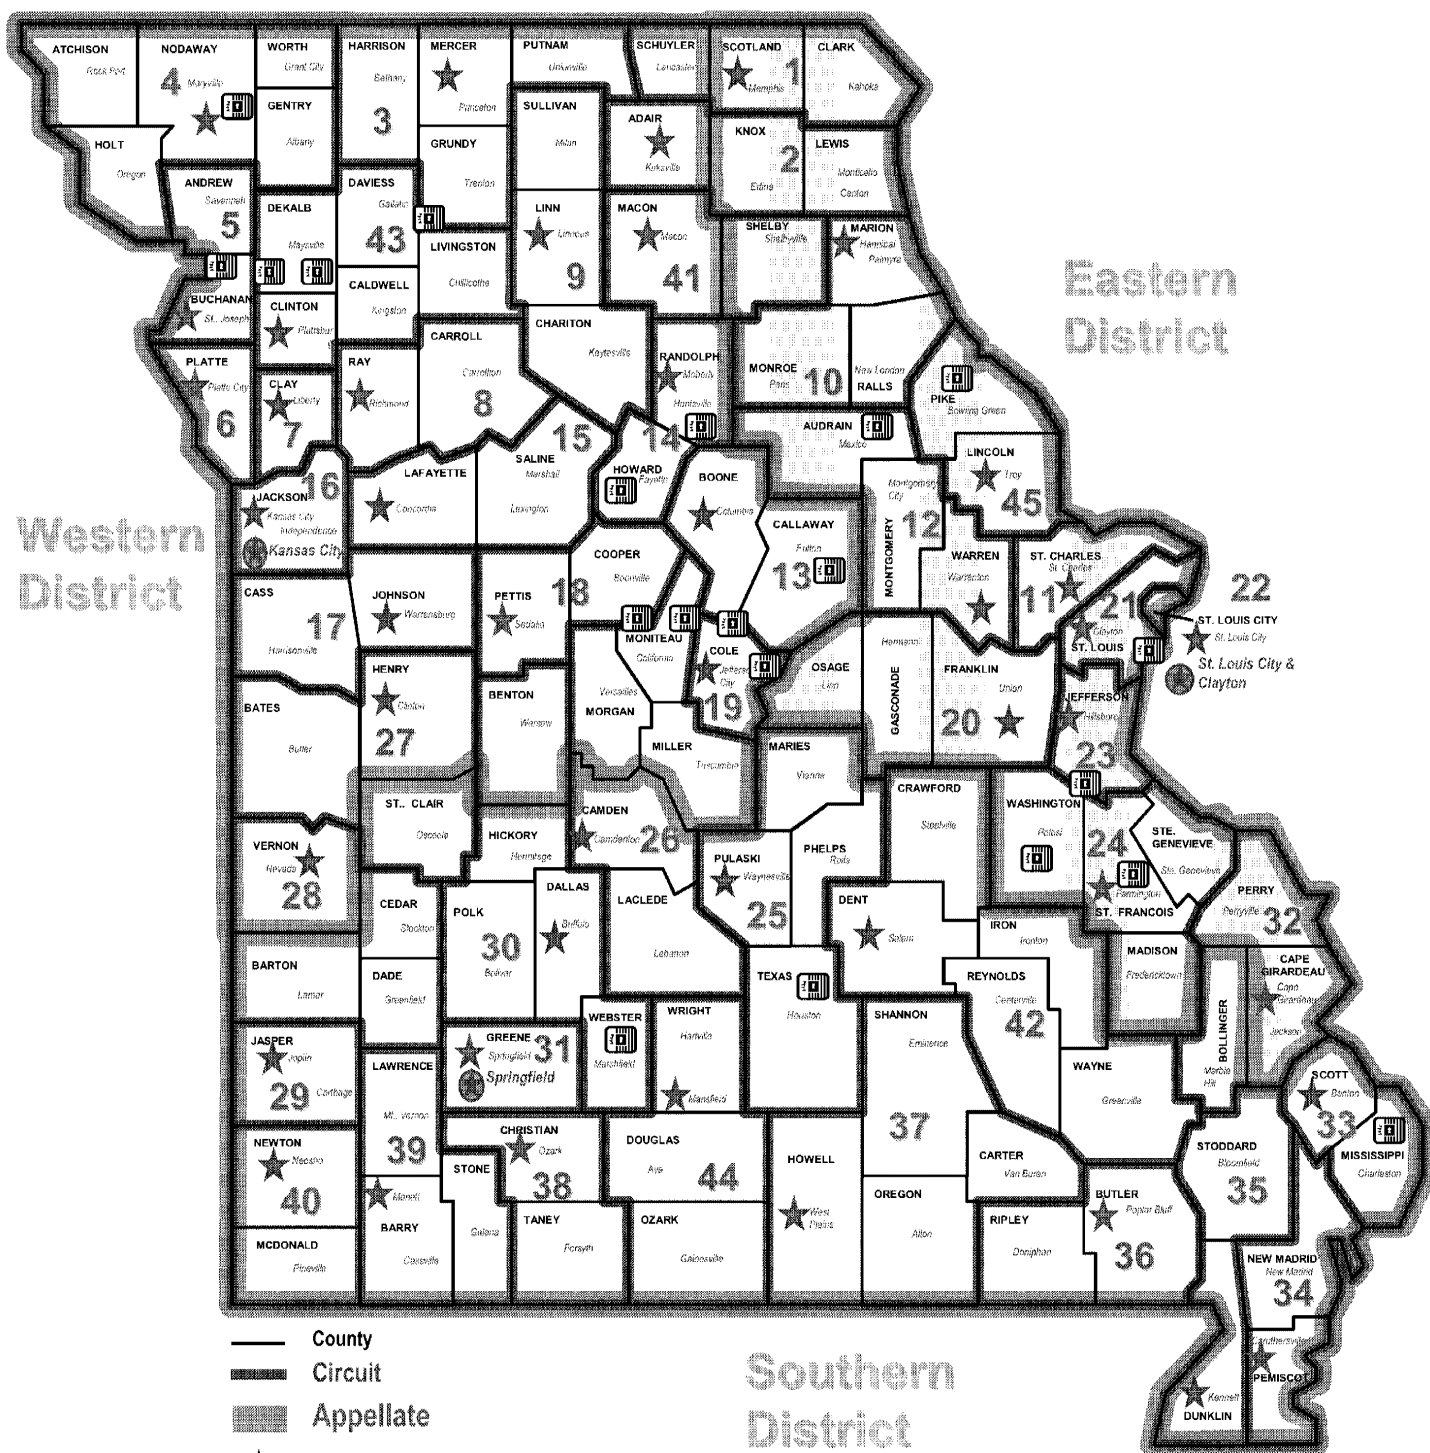 ATCHISON
Rock Port
NODAWAY
4
Maryville
WORTH
Grant City
HARRISON
Bethany
3
MERCER
Princeton
PUTNAM
Unionville
SCHUYLER
Lancaster
SCOTLAND
1
Memphis
CLARK
Kahoka
HOLT
Oregon
GENTRY
Albany
GRUNDY
Trenton
SULLIVAN
Milan
ADAIR
Kirksville
KNOX
2
Edina
LEWIS
Monticello
Canton
ANDREW
Savannah
5
DEKALB
Maysville
DAVIESS
Gallatin
43
LIVINGSTON
Chillicothe
LINN
Linneus
9
MACON
Macon
41
SHELBY
Shelbyville
MARION
Hannibal
Palmyra
Eastern
District
BUCHANAN
St.. Joseph
CLINTON
Plattsburg
CALDWELL
Kingston
CARROLL
Carrollton
8
CHARITON
Keytesville
RANDOLPH
Moberly
Huntsville
MONROE
Paris
10
New London
RALLS
PLATTE
Platte City
6
CLAY
Liberty
7
RAY
Richmond
PIKE
Bowling Green
AUDRAIN
Mexico
15
14
SALINE
Marshall
Lexington
HOWARD
Fayette
BOONE
Columbia
LINCOLN
Troy
45
16
JACKSON
Kansas City
Independence
Kansas City
LAFAYETTE
Concordia
Western
District
CALLAWAY
Fulton
13
Montgomery
City
12
MONTGOMERY
WARREN
Warrenton
ST. CHARLES
St. Charles
11
21
Clayton
ST. LOUIS
22
ST. LOUIS CITY
St. Louis City
St. Louis City &
Clayton
CASS
17
Harrisonville
JOHNSON
Warrensburg
PETTIS
Sedalia
18
COOPER
Boonville
MONITEAU
California
COLE
Jefferson
City
19
OSAGE
Linn
Hermann
GASCONADE
FRANKLIN
Union
20
JEFFERSON
Hillsboro
23
BATES
Butler
HENRY
Clinton
27
BENTON
Warsaw
Versailles
MORGAN
MILLER
Tuscumbia
MARIES
Vienna
ST.. CLAIR
Osceola
HICKORY
Hermitage
CAMDEN
Camdenton
26
PULASKI
Waynesville
25
PHELPS
Rolla
CRAWFORD
Steelville
WASHINGTON
Potosi
24
Farmington
ST. FRANCOIS
STE.
GENEVIEVE
Ste. Genevieve
PERRY
Perryville
32
VERNON
Nevada
28
CEDAR
Stockton
POLK
30
Bolivar
DALLAS
Buffalo
LACLEDE
Lebanon
DENT
Salem
IRON
Ironton
MADISON
Fredericktown
CAPE
GIRARDEAU
Cape
Girardeau
Jackson
BARTON
Lamar
DADE
Greenfield
TEXAS
Houston
REYNOLDS
Centerville
42
BOLLINGER
Marble
Hill
JASPER
Joplin
29
Carthage
LAWRENCE
Mt.. Vernon
39
GREENE
31
Springfield
Springfield
WEBSTER
Marshfield
WRIGHT
Hartville
Mansfield
SHANNON
Eminence
37
WAYNE
Greenville
SCOTT
Benton
33
MISSISSIPPI
Charleston
NEWTON
Neosho
40
CHRISTIAN
Ozark
38
DOUGLAS
Ava
44
HOWELL
West
Plains
CARTER
Van Buren
STODDARD
Bloomfield
35
MCDONALD
Pineville
Monett
BARRY
Cassville
STONE
Galena
TANEY
Forsyth
OZARK
Gainesville
OREGON
Alton
RIPLEY
Doniphan
BUTLER
Poplar Bluff
36
NEW MADRID
New Madrid
34
Caruthersville
PEMISCOT
Kennett
DUNKLIN
County
Circuit
Appellate
Southern
District